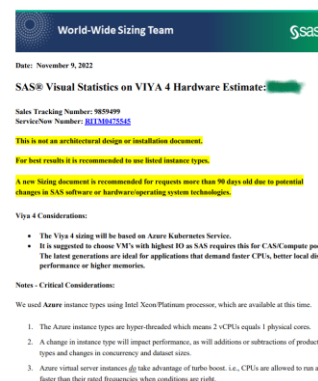 World-Wide Sizing Team
sas
Date: November 9, 2022
SAS® Visual Statistics on VIYA 4 Hardware Estimate:
Sales Tracking Number: 9859499
ServiceNow Number: RITM0475545
This is not an architectural design or installation document.
For best results it is recommended to use listed instance types.
A new Sizing document is recommended for requests more than 90 days old due to potential
changes in SAS software or hardware/operating system technologies.
Viya 4 Considerations:
• The Viya 4 sizing will be based on Azure Kubernetes Service.
• It is suggested to choose VM's with highest IO as SAS requires this for CAS/Compute
The latest generations are ideal for applications that demand faster CPUs, better local
performance or higher memories.
Notes - Critical Considerations:
We used Azure instance types using Intel Xeon/Platinum processor, which are available at this time.
1. The Azure instance types are hyper-threaded which means 2 vCPUs equals 1 physical cores.
2. A change in instance type will impact performance, as will additions or subtractions of product
types and changes in concurrency and dataset sizes.
3. Azure virtual server instances do take advantage of turbo boost. i.e., CPUs are allowed to run a
faster than their rated frequencies when conditions are right.